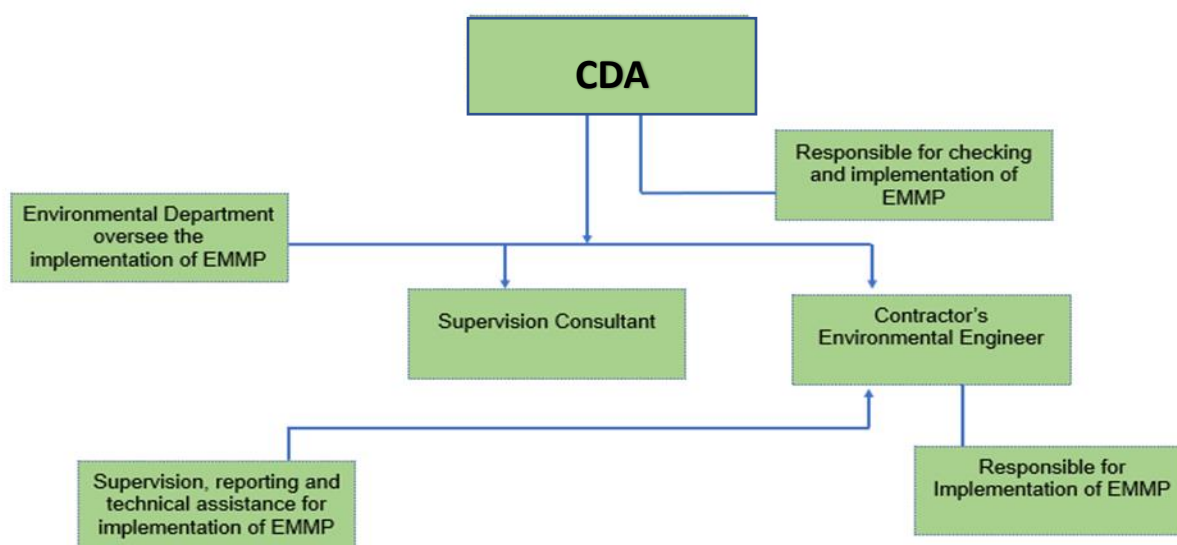 CDA
Responsible for checking
and implementation of
EMMP
Environmental Department
oversee the
implementation of EMMP
Supervision Consultant
Contractor’s
Environmental Engineer
Supervision, reporting and
technical assistance for
implementation of EMMP
Responsible for
Implementation of EMMP